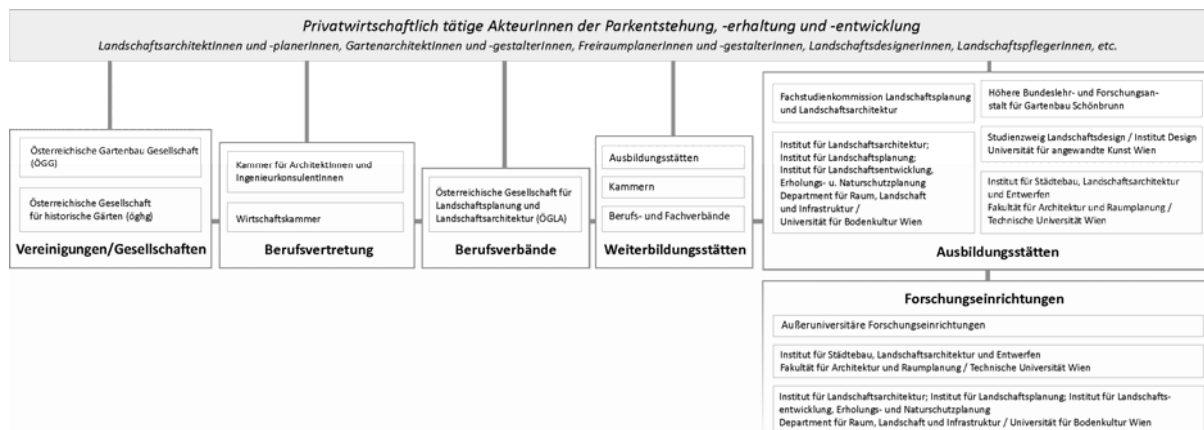 Privatwirtschaftlich tätige AkteurInnen der Parkentstehung, -erhaltung und -entwicklung
LandschaftsarchitektInnen und -planerInnen, GartenarchitektInnen und -gestalterInnen, FreiraumplanerInnen und -gestalterInnen, LandschaftsdesignerInnen, LandschaftspflegerInnen, etc.
Österreichische Gartenbau Gesellschaft
(ÖGG)
Österreichische Gesellschaft
für historische Gärten (öghg)
Vereinigungen/Gesellschaften
Kammer für ArchitektInnen und
IngenieurkonsulentInnen
Wirtschaftskammer
Berufsvertretung
Österreichische Gesellschaft für
Landschaftsplanung und
Landschaftsarchitektur (ÖGLA)
Berufsverbände
Ausbildungsstätten
Kammern
Berufs- und Fachverbände
Weiterbildungsstätten
Fachstudienkommission Landschaftsplanung
und Landschaftsarchitektur
Institut für Landschaftsarchitektur;
Institut für Landschaftsplanung;
Institut für Landschaftsentwicklung,
Erholungs- u. Naturschutzplanung
Department für Raum, Landschaft
und Infrastruktur /
Universität für Bodenkultur Wien
Höhere Bundeslehr- und Forschungsan-
stalt für Gartenbau Schönbrunn
Studienzweig Landschaftsdesign / Institut Design
Universität für angewandte Kunst Wien
Institut für Städtebau, Landschaftsarchitektur
und Entwerfen
Fakultät für Architektur und Raumplanung /
Technische Universität Wien
Ausbildungsstätten
Forschungseinrichtungen
Außeruniversitäre Forschungseinrichtungen
Institut für Städtebau, Landschaftsarchitektur und Entwerfen
Fakultät für Architektur und Raumplanung / Technische Universität Wien
Institut für Landschaftsarchitektur; Institut für Landschaftsplanung; Institut für Landschafts-
entwicklung, Erholungs- und Naturschutzplanung
Department für Raum, Landschaft und Infrastruktur / Universität für Bodenkultur Wien